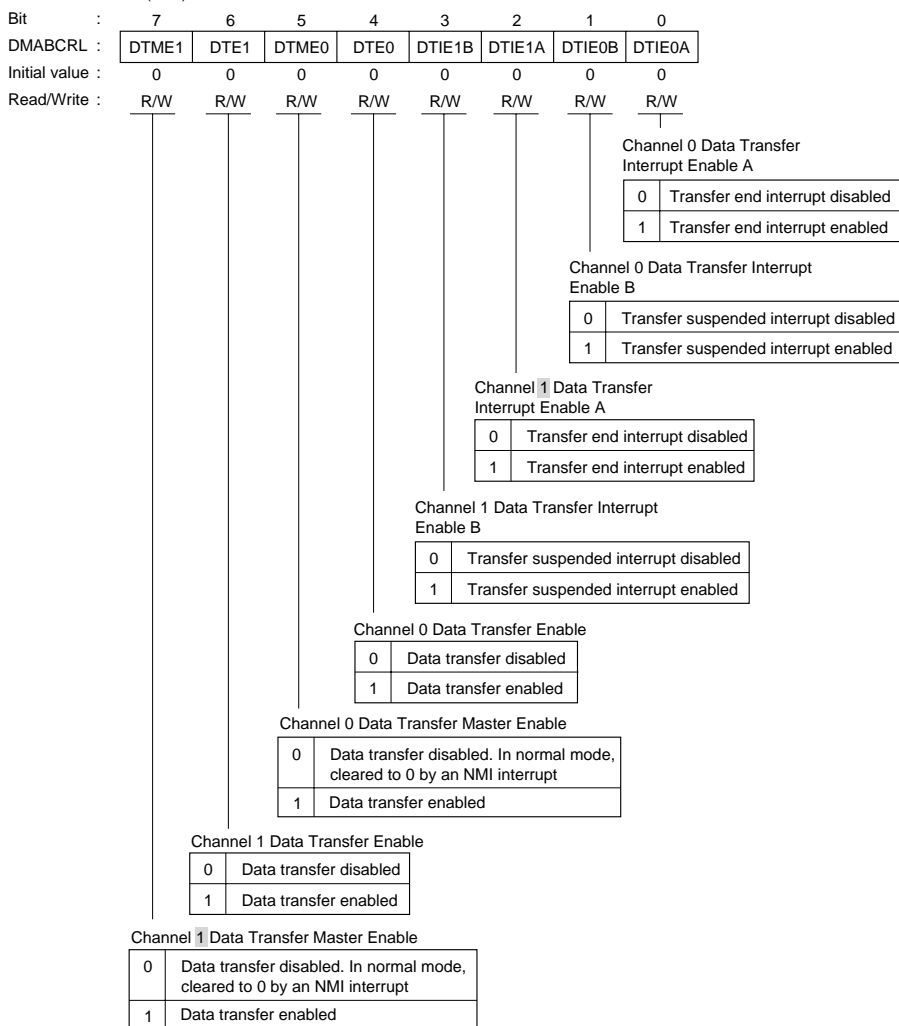 Bit : 7 6 5 4 3 2 1 0
DMABCRL : DTME1 DTE1 DTME0 DTE0 DTIE1B DTIE1A DTIE0B DTIE0A
Initial value : 0 0 0 0 0 0 0 0
Read/Write : R/W R/W R/W R/W R/W R/W R/W R/W
Channel 0 Data Transfer
Interrupt Enable A
0 Transfer end interrupt disabled
1 Transfer end interrupt enabled
Channel 0 Data Transfer Interrupt
Enable B
0 Transfer suspended interrupt disabled
1 Transfer suspended interrupt enabled
Channel 1 Data Transfer
Interrupt Enable A
0 Transfer end interrupt disabled
1 Transfer end interrupt enabled
Channel 1 Data Transfer Interrupt
Enable B
0 Transfer suspended interrupt disabled
1 Transfer suspended interrupt enabled
Channel 0 Data Transfer Enable
0 Data transfer disabled
1 Data transfer enabled
Channel 0 Data Transfer Master Enable
0 Data transfer disabled. In normal mode,
cleared to 0 by an NMI interrupt
1 Data transfer enabled
Channel 1 Data Transfer Enable
0 Data transfer disabled
1 Data transfer enabled
Channel 1 Data Transfer Master Enable
0 Data transfer disabled. In normal mode,
cleared to 0 by an NMI interrupt
1 Data transfer enabled